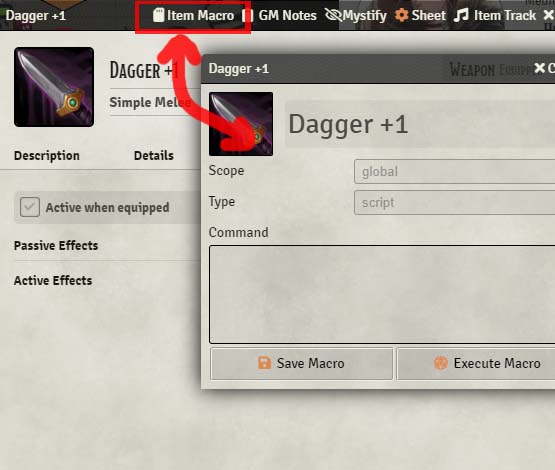 Dagger +1 Item Macro GM Notes Mystify Sheet Item Track
Dagger +1
Simple Melee
Description Details
Active when equipped
Passive Effects
Active Effects
Dagger +1
Weapon
Dagger +1
Scope global
Type script
Command
Save Macro Execute Macro